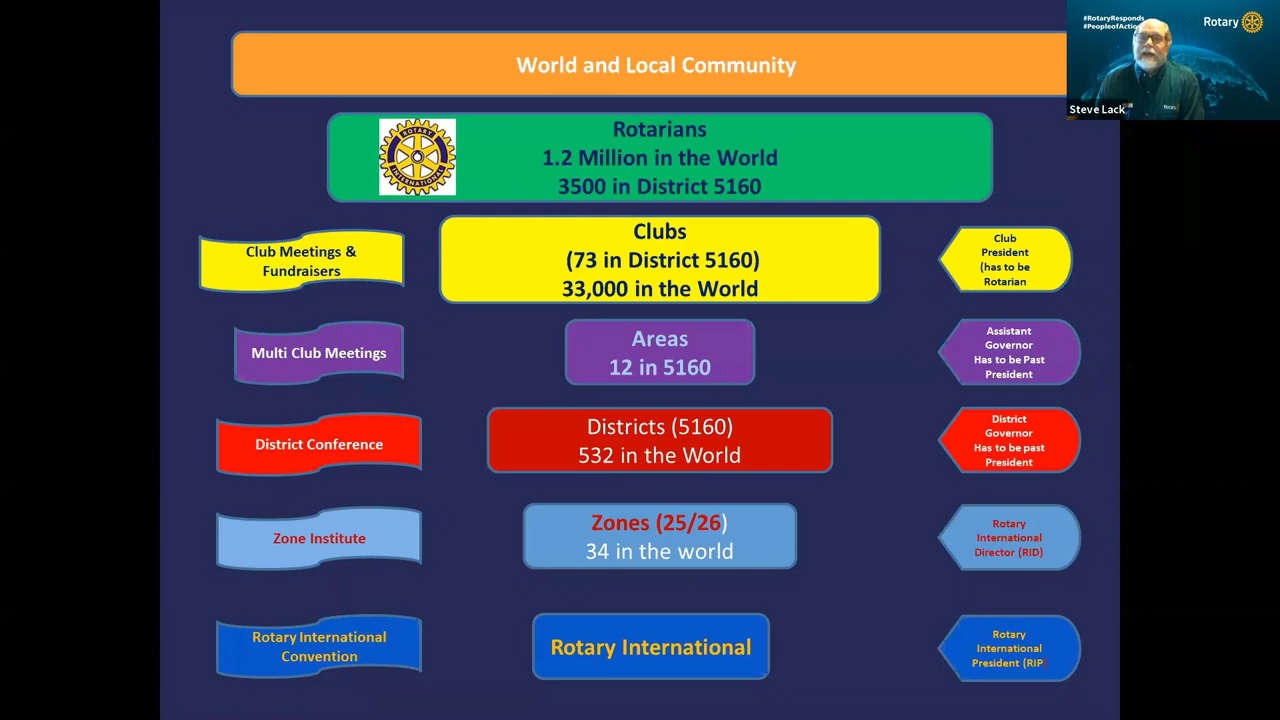 World and Local Community
#RotaryResponds
#PeopleofAction
Rotary
Steve Lack
Rotary
ROTARY
INTERNATIONAL
Rotarians
1.2 Million in the World
3500 in District 5160
Club Meetings &
Fundraisers
Clubs
(73 in District 5160)
33,000 in the World
Club
President
(has to be
Rotarian
Multi Club Meetings
Areas
12 in 5160
Assistant
Governor
Has to be Past
President
District Conference
Districts (5160)
532 in the World
District
Governor
Has to be past
President
Zone Institute
Zones (25/26)
34 in the world
Rotary
International
Director (RID)
Rotary International
Convention
Rotary International
Rotary
International
President (RIP